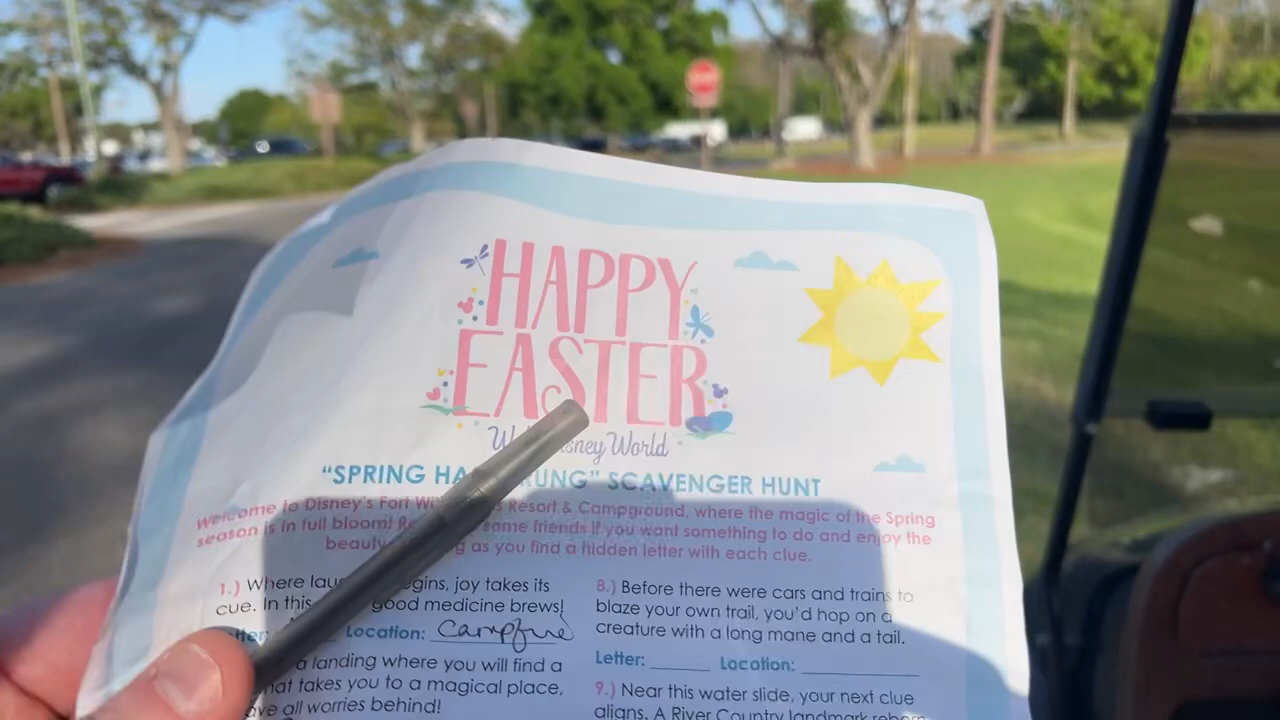 HAPPY
EASTER
Disney World
"SPRING HA RUNG" SCAVENGER HUNT
Welcome to Disney's Fort Resort & Campground, where the magic of the Spring
season is in full bloom! some friends if you want something to do and enjoy the
as you find a hidden letter with each clue.
1.) Where joy takes its
cue. In this good medicine brews!
Location: Campfire
a landing where you will find a
that takes you to a magical place,
all worries behind!
8.) Before there were cars and trains to
blaze your own trail, you'd hop on a
creature with a long mane and a tail.
Letter: Location:
9.) Near this water slide, your next clue
aligns. A River Country landmark